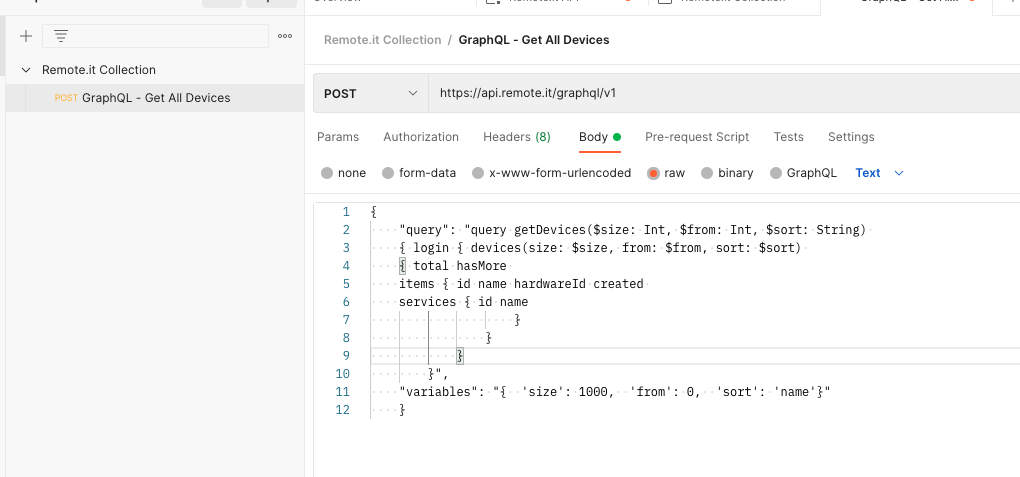 Remote.it Collection / GraphQL - Get All Devices
Remote.it Collection
POST GraphQL - Get All Devices
POST
https://api.remote.it/graphql/v1
Params Authorization Headers (8) Body Pre-request Script Tests Settings
none form-data x-www-form-urlencoded raw binary GraphQL Text
1 {
2 "query": "query getDevices($size: Int, $from: Int, $sort: String)
3 { login { devices(size: $size, from: $from, sort: $sort)
4 { total hasMore
5 items { id name hardwareId created
6 services { id name
7 }
8 }
9 }
10 }",
11 "variables": "{ 'size': 1000, 'from': 0, 'sort': 'name'}"
12 }